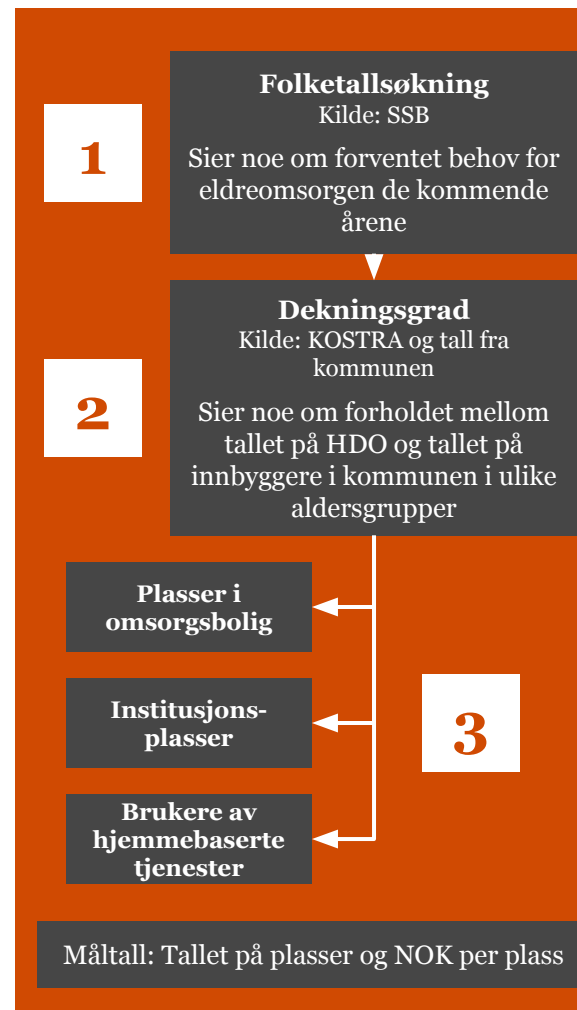 1
Folketallsøkning
Kilde: SSB
Sier noe om forventet behov for
eldreomsorgen de kommende
årene
2
Dekningsgrad
Kilde: KOSTRA og tall fra
kommunen
Sier noe om forholdet mellom
tallet på HDO og tallet på
innbyggere i kommunen i ulike
aldersgrupper
3
Plasser i
omsorgsbolig
Institusjons-
plasser
Brukere av
hjemmebaserte
tjenester
Måltall: Tallet på plasser og NOK per plass